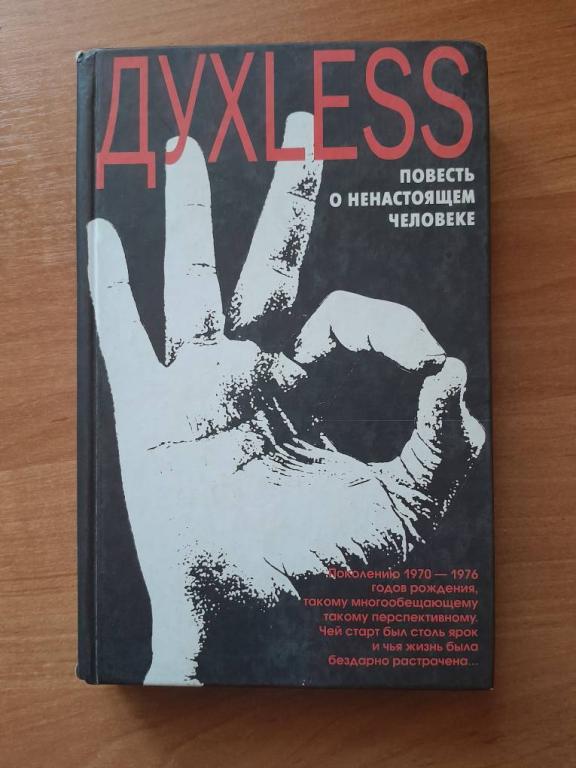 ДУХLESS
ПОВЕСТЬ
О НЕНАСТОЯЩЕМ
ЧЕЛОВЕКЕ
Поколению 1970 — 1976
годов рождения,
такому многообещающему
такому перспективному.
Чей старт был столь ярок
и чья жизнь была
бездарно растрачена...